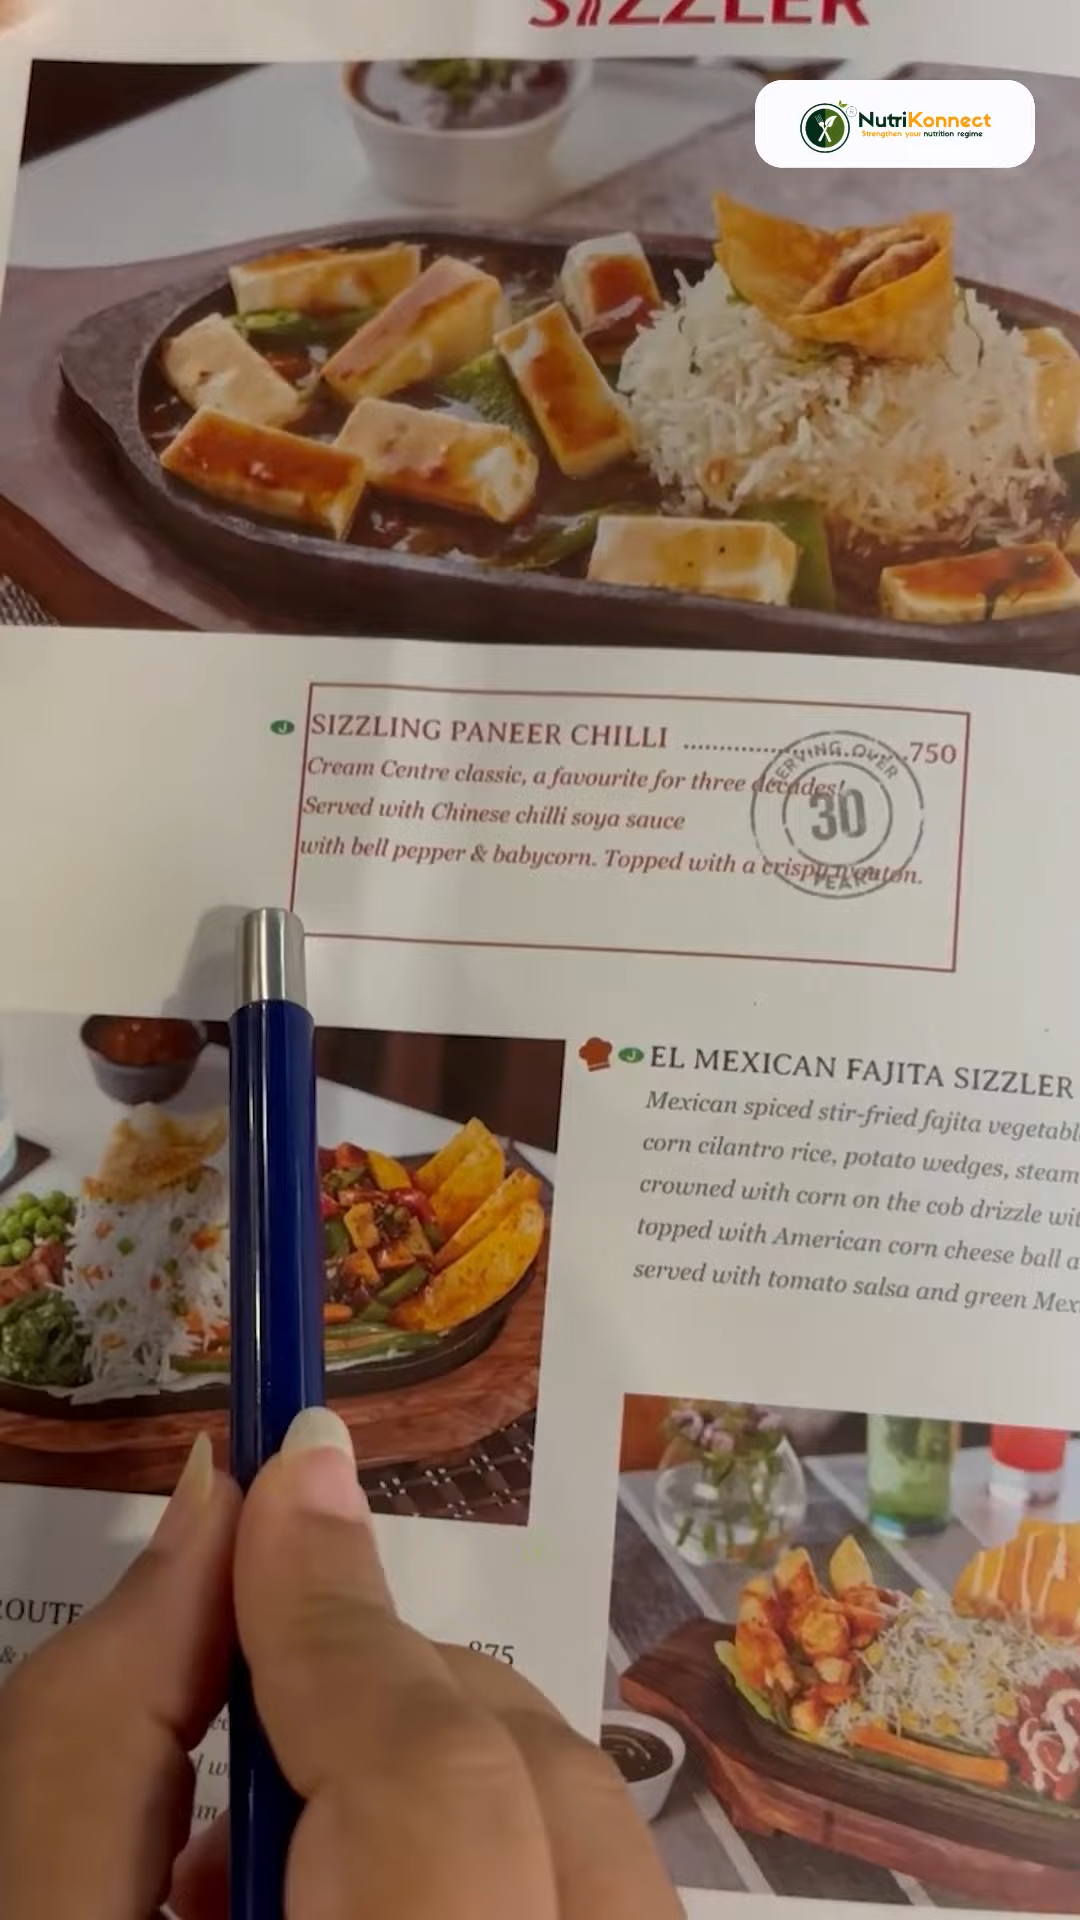 SIZZLER
NutriKonnect
Strengthen your nutrition regime
SIZZLING PANEER CHILLI ..................750
Cream Centre classic, a favourite for three decades!
Served with Chinese chilli soya sauce
with bell pepper & babycorn. Topped with a crispy wonton.
SERVING OVER
30
YEARS
EL MEXICAN FAJITA SIZZLER
Mexican spiced stir-fried fajita
corn cilantro rice, potato wedges, steam
crowned with corn on the cob drizzle
topped with American corn cheese ball
served with tomato salsa and green
875